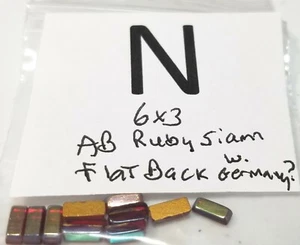 N
6x3
AB Ruby Siam
Flat Back w. Germany?